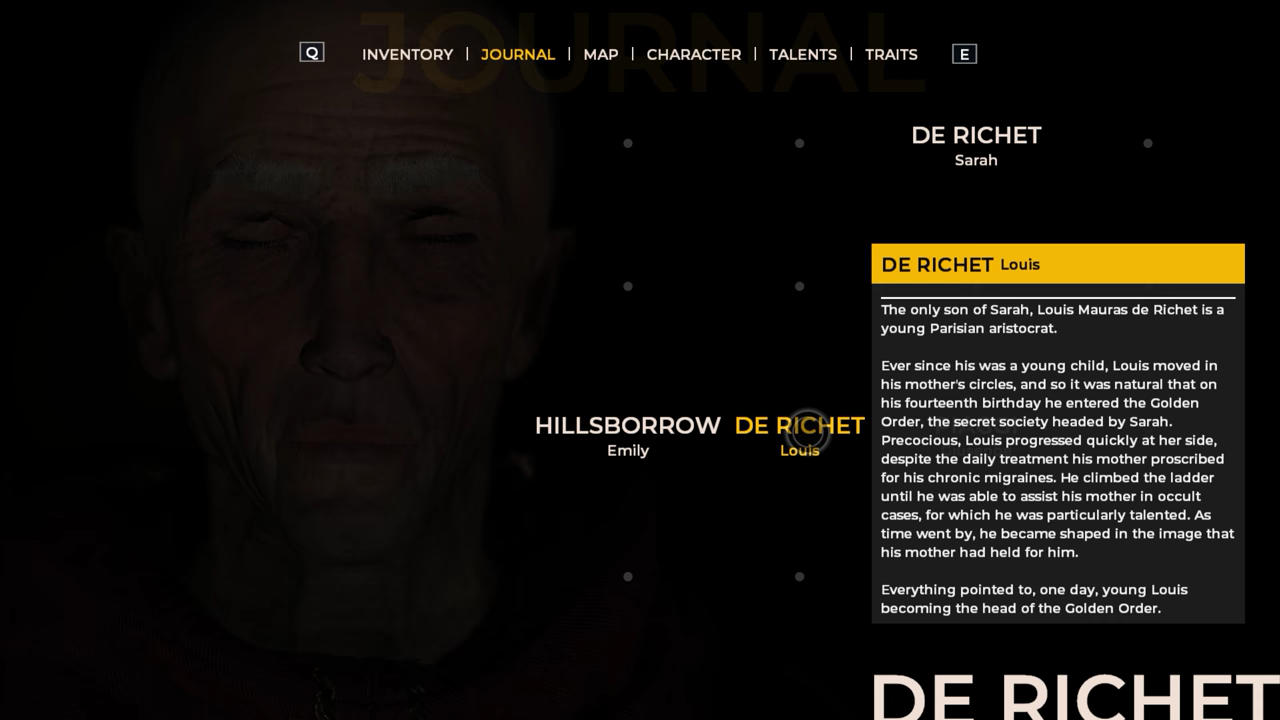 JOURNAL
Q INVENTORY | JOURNAL | MAP | CHARACTER | TALENTS | TRAITS E
DE RICHET
Sarah
DE RICHET Louis
The only son of Sarah, Louis Mauras de Richet is a
young Parisian aristocrat.
Ever since his was a young child, Louis moved in
his mother's circles, and so it was natural that on
his fourteenth birthday he entered the Golden
Order, the secret society headed by Sarah.
Precocious, Louis progressed quickly at her side,
despite the daily treatment his mother proscribed
for his chronic migraines. He climbed the ladder
until he was able to assist his mother in occult
cases, for which he was particularly talented. As
time went by, he became shaped in the image that
his mother had held for him.
Everything pointed to, one day, young Louis
becoming the head of the Golden Order.
HILLSBORROW
Emily
DE RICHET
Louis
DE RICHET